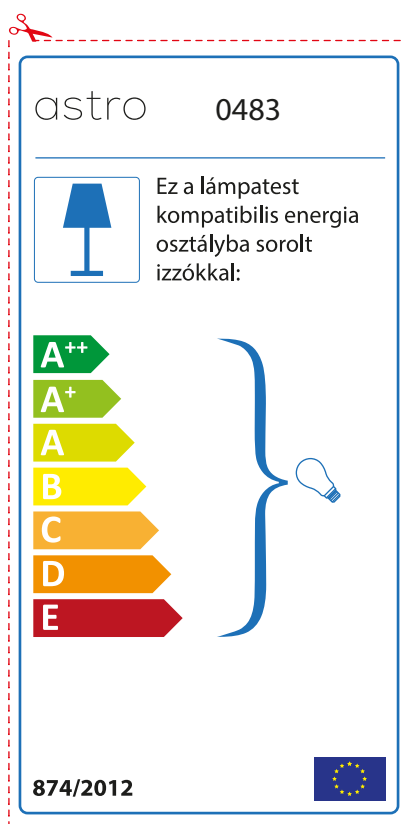 astro 0483
Ez a lámpatest
kompatibilis energia
osztályba sorolt
izzókkal:
A++
A+
A
B
C
D
E
874/2012